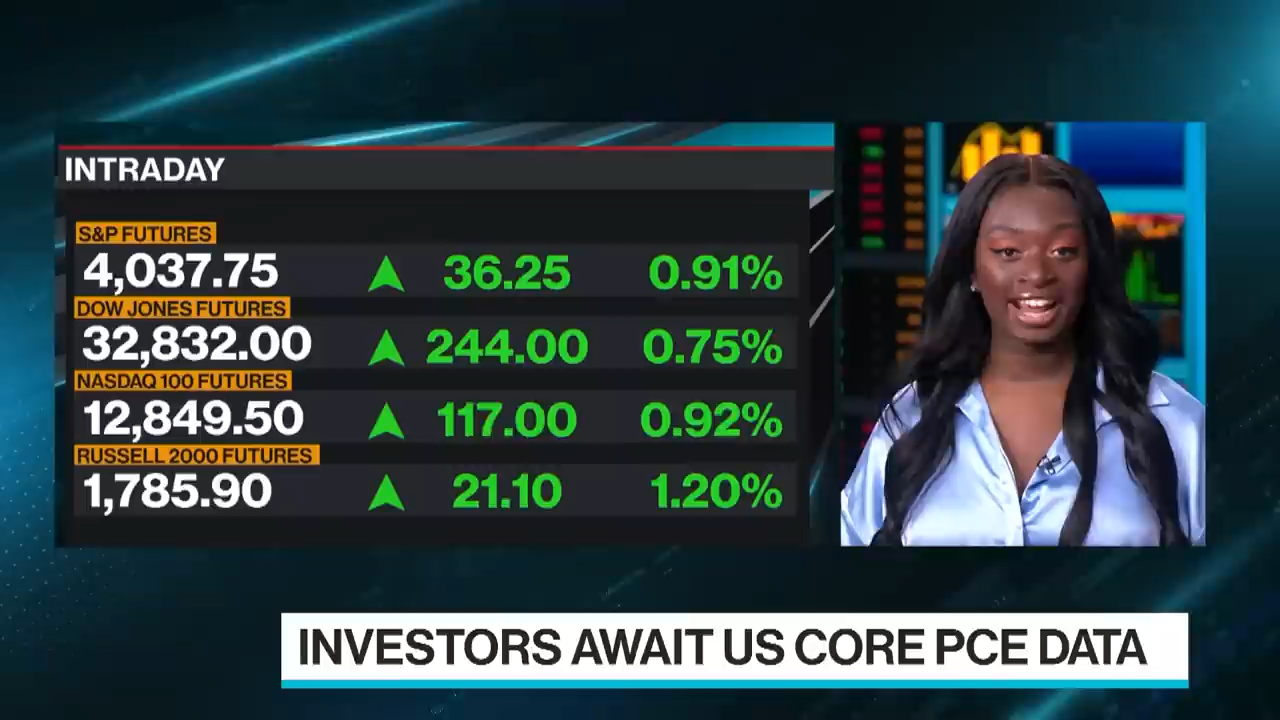 INTRADAY
S&P FUTURES
4,037.75 ▲ 36.25 0.91%
DOW JONES FUTURES
32,832.00 ▲ 244.00 0.75%
NASDAQ 100 FUTURES
12,849.50 ▲ 117.00 0.92%
RUSSELL 2000 FUTURES
1,785.90 ▲ 21.10 1.20%
INVESTORS AWAIT US CORE PCE DATA